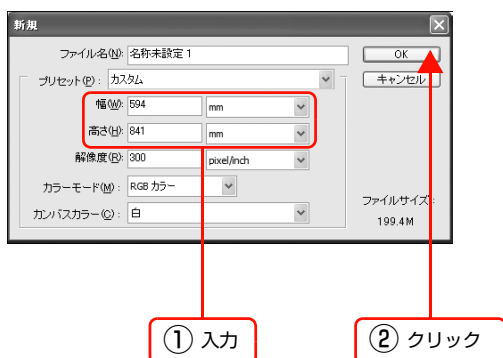 新規
ファイル名(N): 名称未設定 1
OK
プリセット(P): カスタム
キャンセル
幅(W): 594 mm
高さ(H): 841 mm
解像度(R): 300 pixel/inch
カラーモード(M): RGB カラー
カンバスカラー(C): 白
ファイルサイズ:
199.4M
① 入力
② クリック